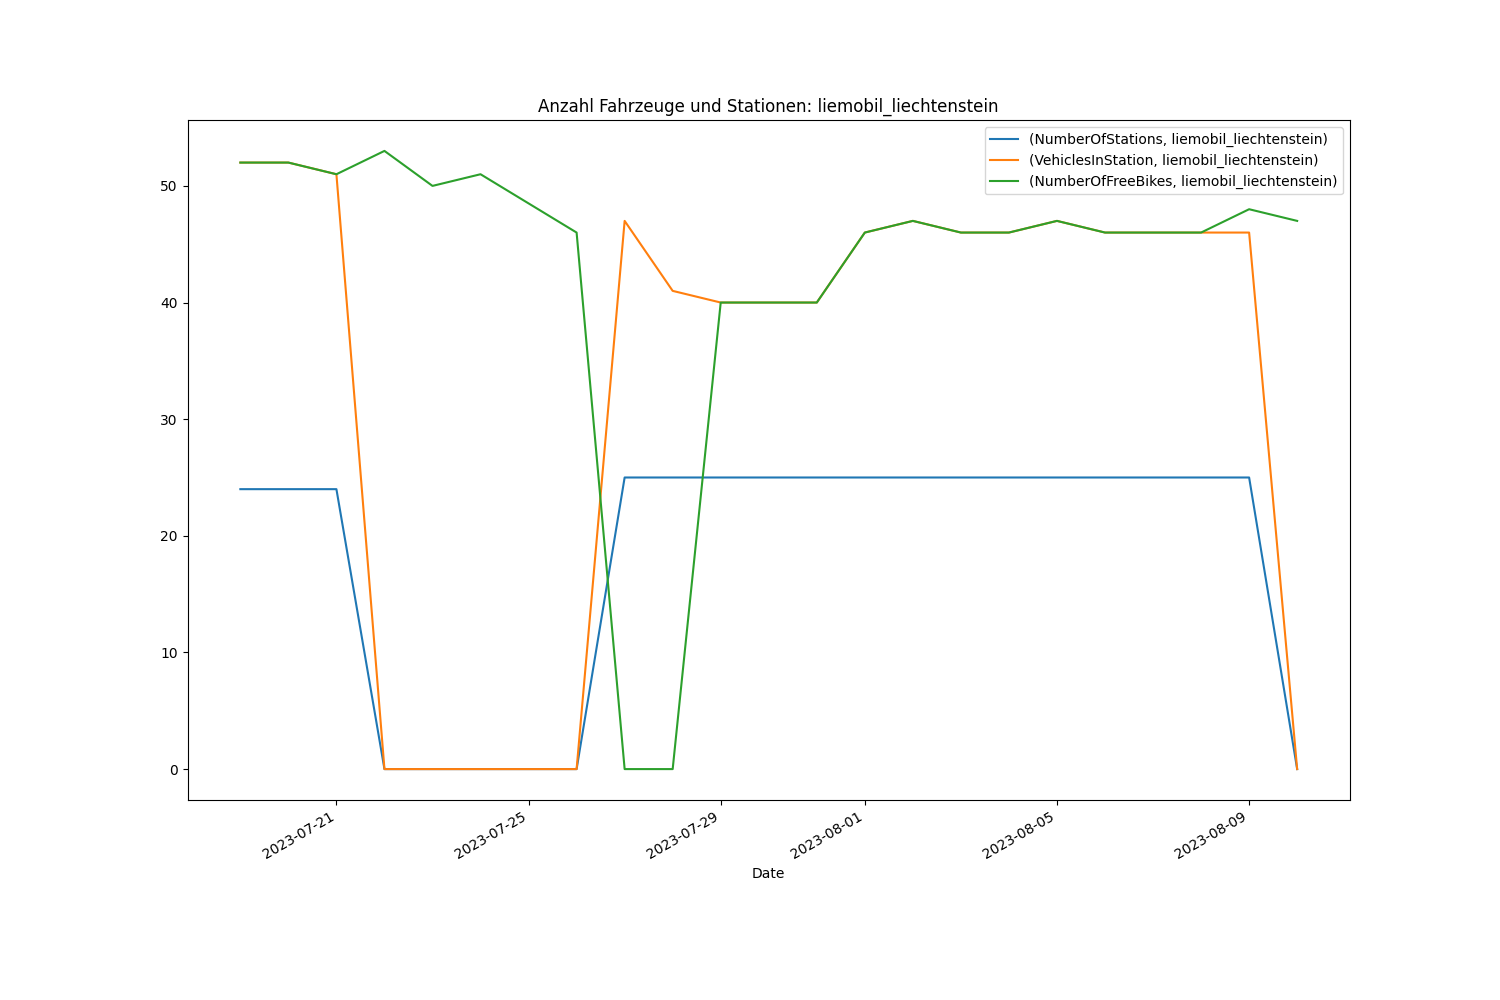 Anzahl Fahrzeuge und Stationen: liemobil_liechtenstein
(NumberOfStations, liemobil_liechtenstein)
(VehiclesInStation, liemobil_liechtenstein)
(NumberOfFreeBikes, liemobil_liechtenstein)
50
40
30
20
10
0
2023-07-21
2023-07-25
2023-07-29
2023-08-01
2023-08-05
2023-08-09
Date